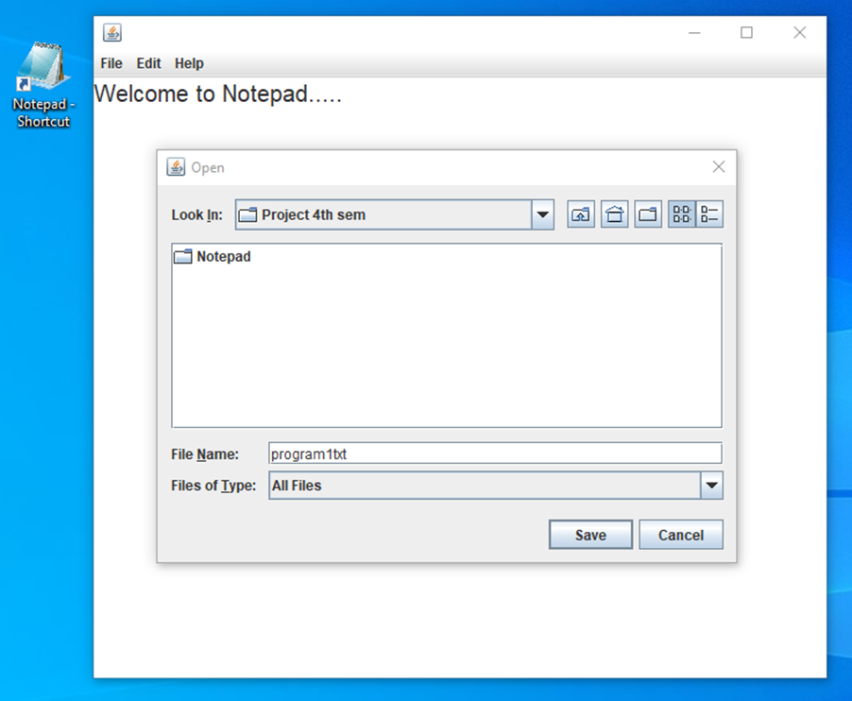 Notepad -
Shortcut
File Edit Help
Welcome to Notepad.....
Open
Look In: Project 4th sem
Notepad
File Name: program1txt
Files of Type: All Files
Save Cancel